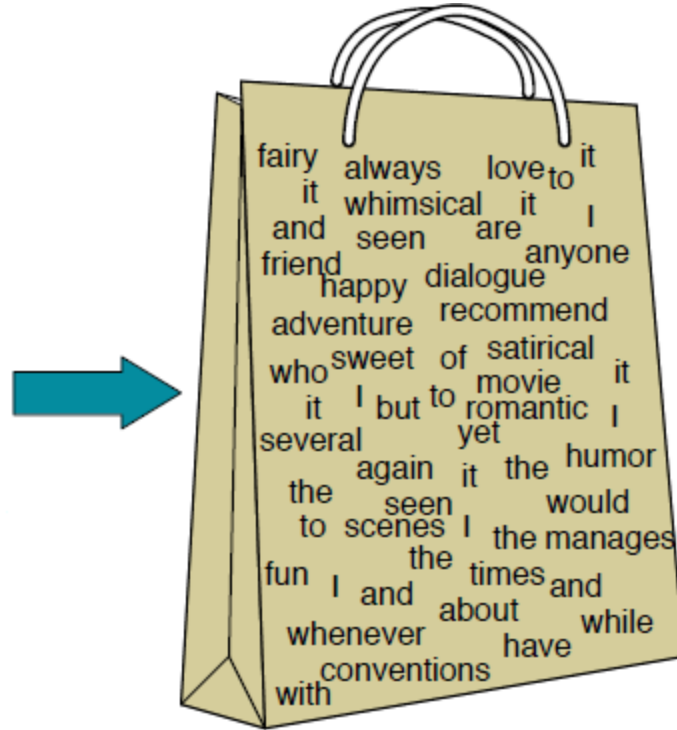 fairy always love to it
it whimsical it I
and seen are anyone
friend happy dialogue
adventure recommend
who sweet of satirical it
it I but to movie romantic I
several yet
again it the humor
the seen would
to scenes I the manages
fun I and the times and
about while
whenever have
conventions
with